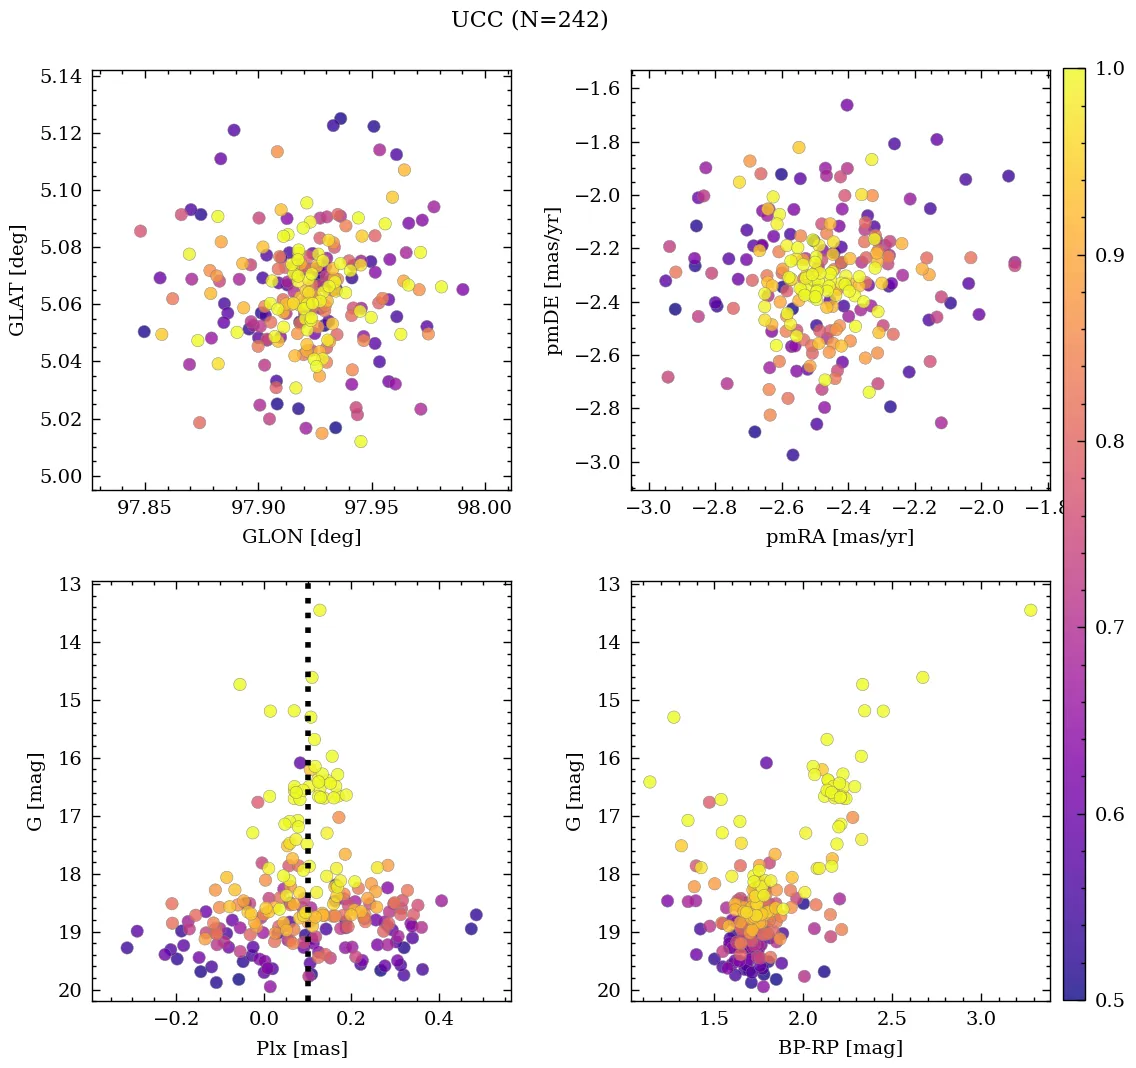 UCC (N=242)
5.14
5.12
5.10
5.08
5.06
5.04
5.02
5.00
GLAT [deg]
97.85 97.90 97.95 98.00
GLON [deg]
−1.6
−1.8
−2.0
−2.2
−2.4
−2.6
−2.8
−3.0
pmDE [mas/yr]
−3.0 −2.8 −2.6 −2.4 −2.2 −2.0 −1.8
pmRA [mas/yr]
13
14
15
16
17
18
19
20
G [mag]
−0.2 0.0 0.2 0.4
Plx [mas]
13
14
15
16
17
18
19
20
G [mag]
1.5 2.0 2.5 3.0
BP-RP [mag]
1.0
0.9
0.8
0.7
0.6
0.5